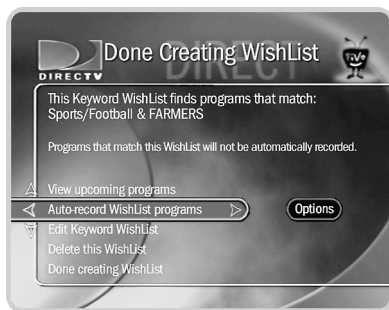 Done Creating WishList
DIRECT
DIRECTV
TiVo
This Keyword WishList finds programs that match:
Sports/Football & FARMERS
Programs that match this WishList will not be automatically recorded.
View upcoming programs
Auto-record WishList programs
Options
Edit Keyword WishList
Delete this WishList
Done creating WishList